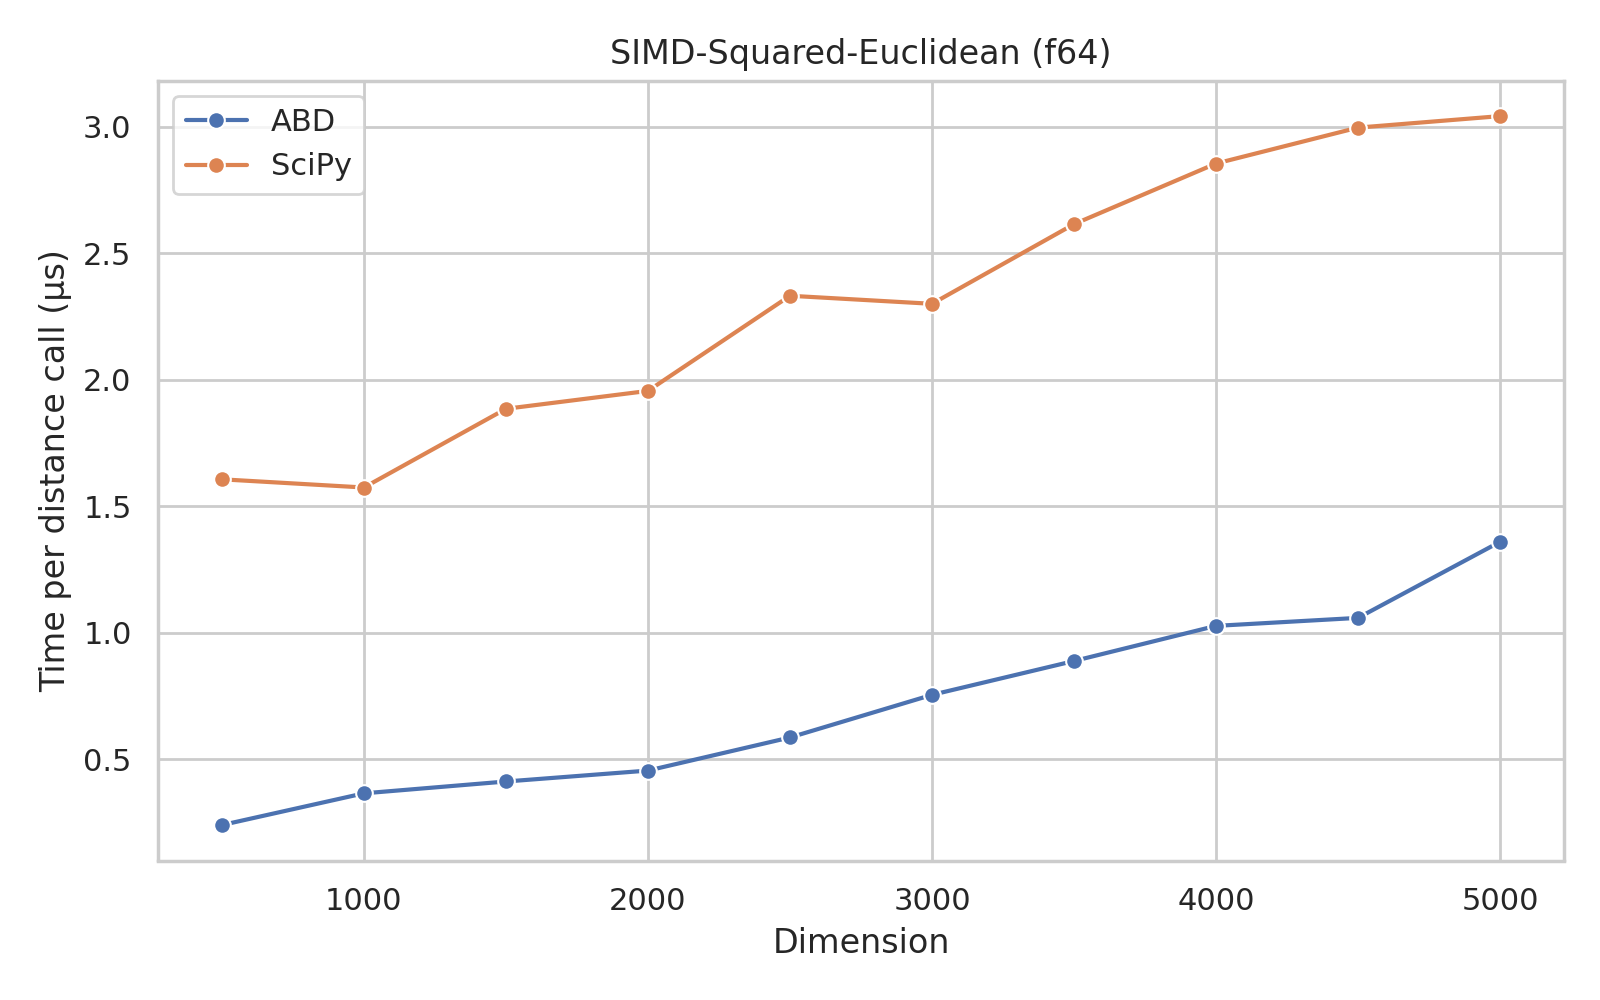 SIMD-Squared-Euclidean (f64)
ABD
SciPy
Time per distance call (µs)
3.0
2.5
2.0
1.5
1.0
0.5
1000 2000 3000 4000 5000
Dimension